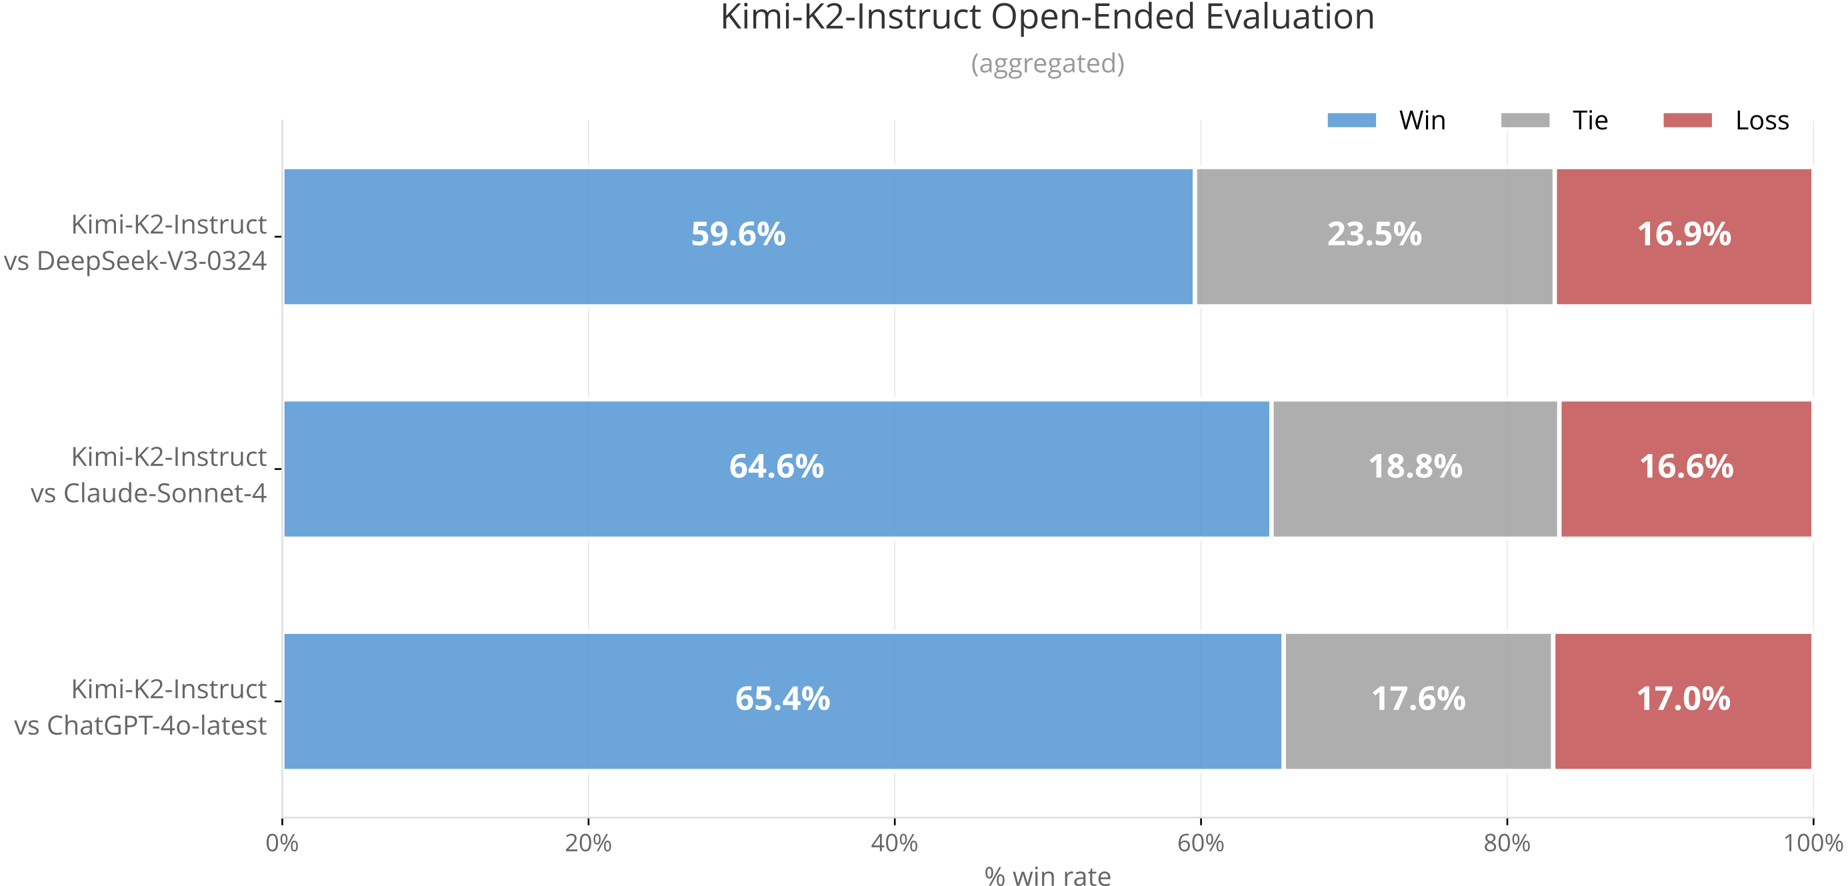 Kimi-K2-Instruct Open-Ended Evaluation
(aggregated)
Win Tie Loss
Kimi-K2-Instruct
vs DeepSeek-V3-0324
59.6% 23.5% 16.9%
Kimi-K2-Instruct
vs Claude-Sonnet-4
64.6% 18.8% 16.6%
Kimi-K2-Instruct
vs ChatGPT-4o-latest
65.4% 17.6% 17.0%
0% 20% 40% 60% 80% 100%
% win rate